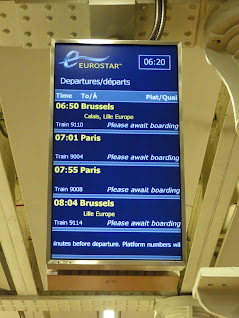 EUROSTAR™
06:20
Departures/départs
Time To/À Plat/Quai
06:50 Brussels
Calais, Lille Europe
Train 9110 Please await boarding
07:01 Paris
Train 9004 Please await boarding
07:55 Paris
Train 9008 Please await boarding
08:04 Brussels
Lille Europe
Train 9114 Please await boarding
inutes before departure. Platform numbers wil